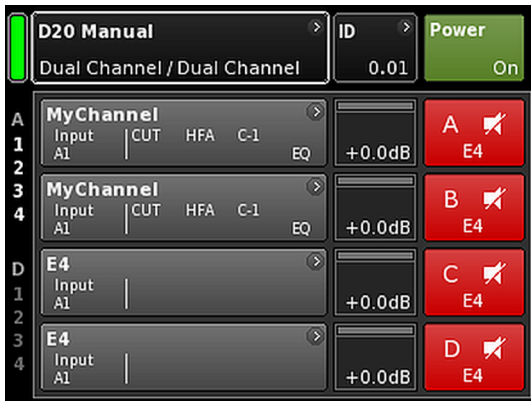 D20 Manual
Dual Channel / Dual Channel
ID
0.01
Power
On
A
1
2
3
4
D
1
2
3
4
MyChannel
Input
A1
CUT HFA C-1
EQ
+0.0dB
A
E4
MyChannel
Input
A1
CUT HFA C-1
EQ
+0.0dB
B
E4
E4
Input
A1
+0.0dB
C
E4
E4
Input
A1
+0.0dB
D
E4